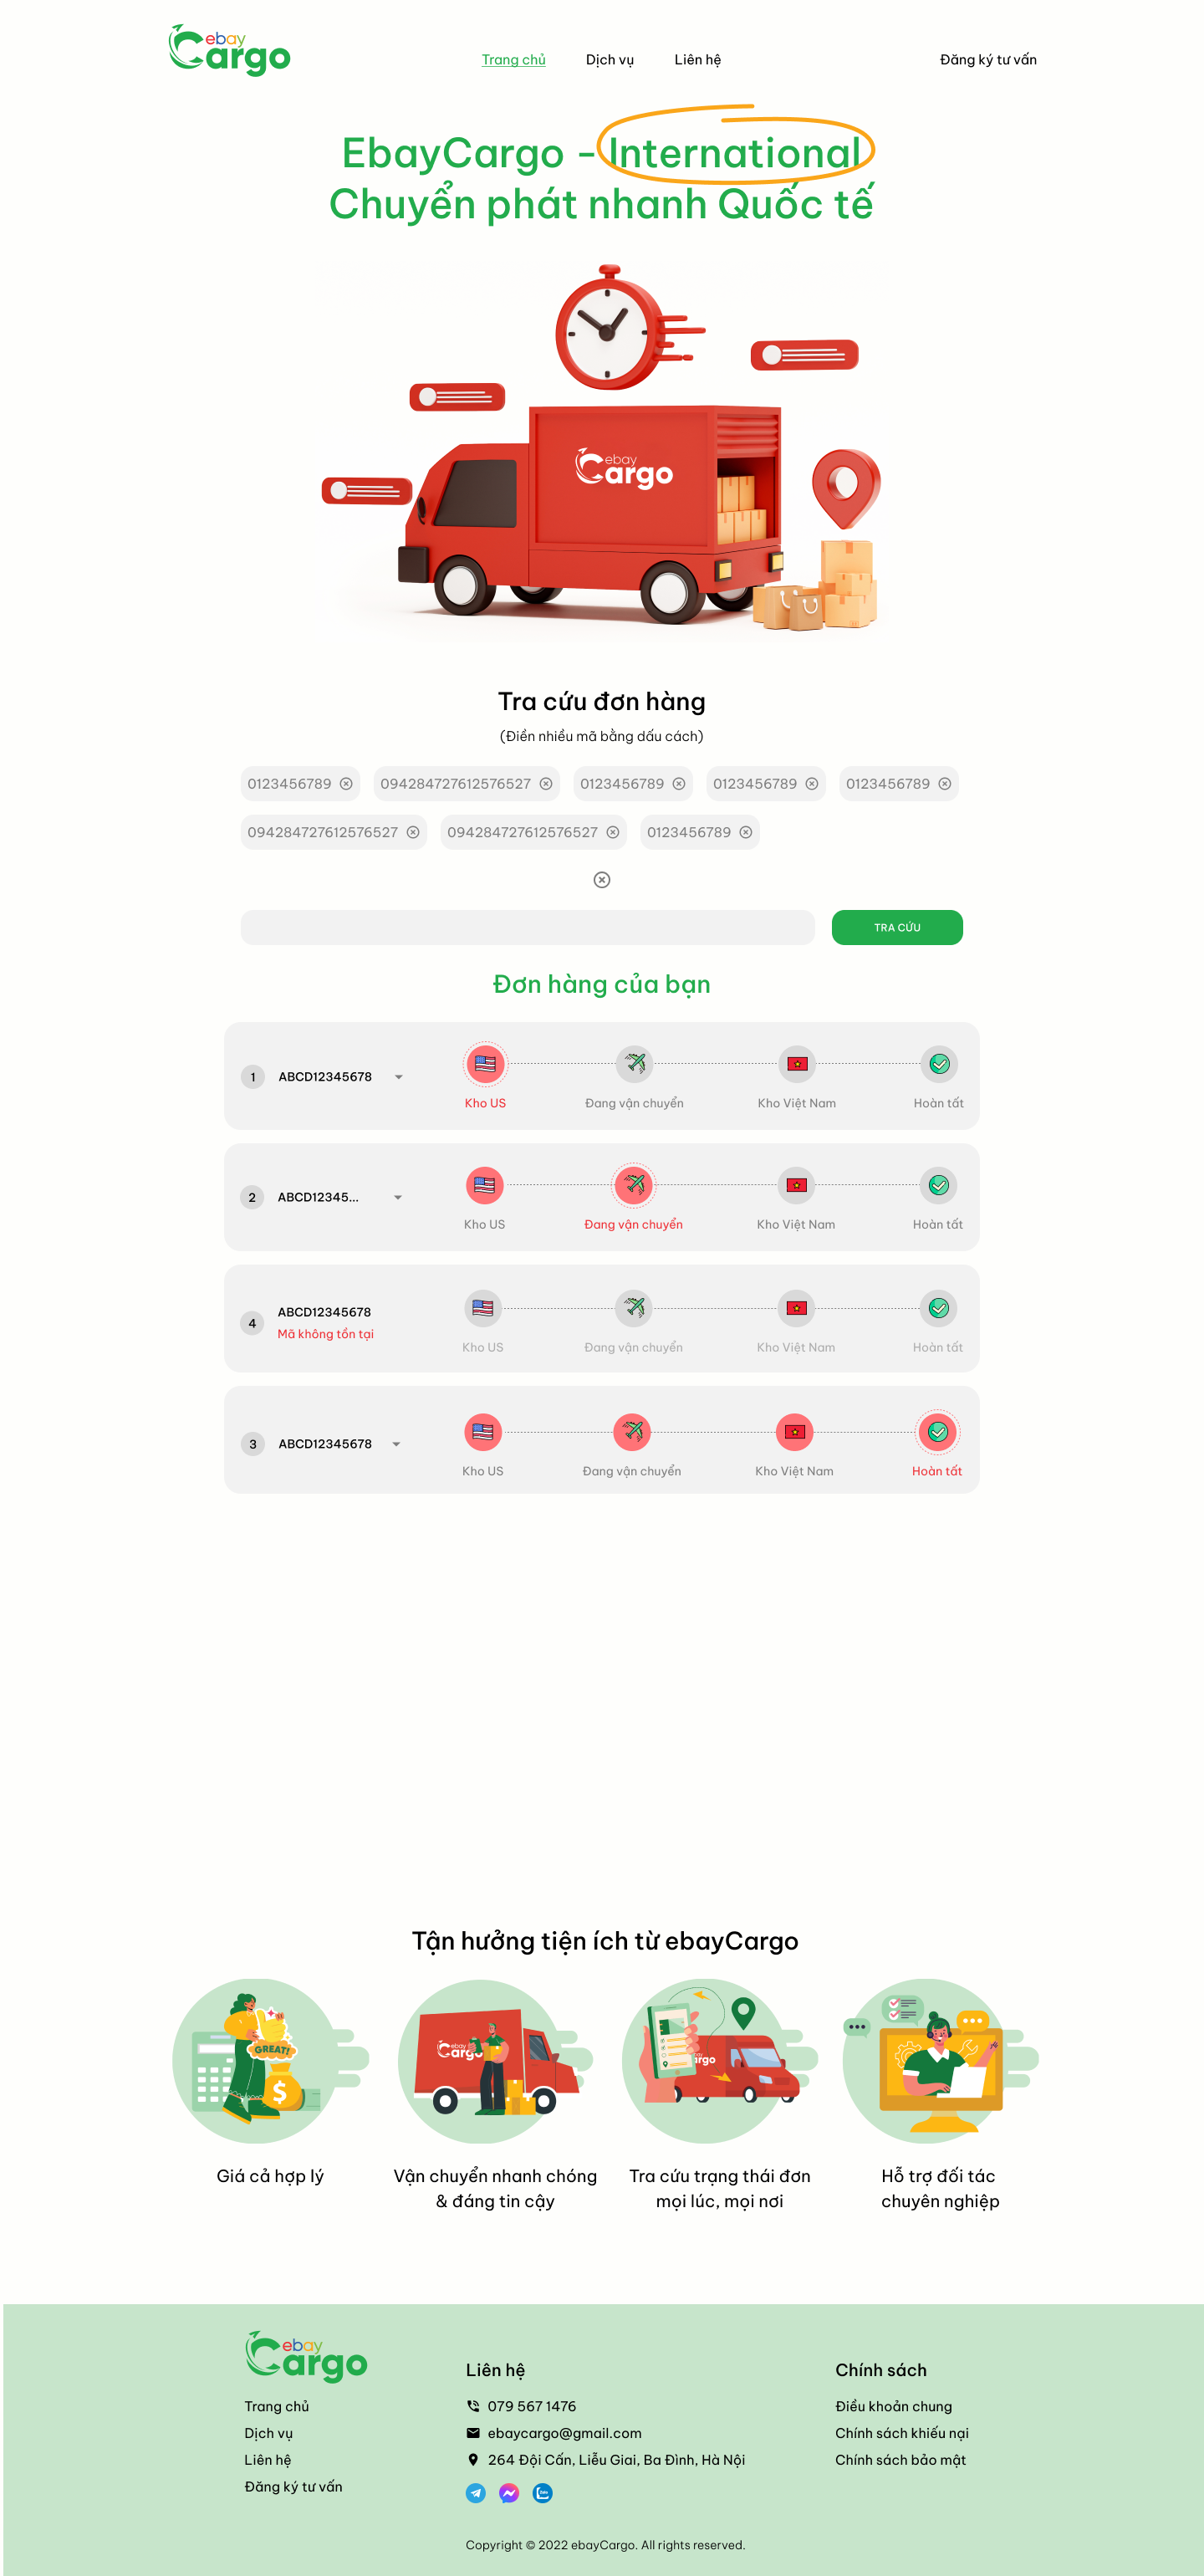 ebay
Cargo
Trang chủ
Dịch vụ
Liên hệ
Đăng ký tư vấn
EbayCargo - International
Chuyển phát nhanh Quốc tế
ebay
Cargo
Tra cứu đơn hàng
(Điền nhiều mã bằng dấu cách)
0123456789
094284727612576527
0123456789
0123456789
0123456789
094284727612576527
094284727612576527
0123456789
TRA CỨU
Đơn hàng của bạn
1
ABCD12345678
Kho US
Đang vận chuyển
Kho Việt Nam
Hoàn tất
2
ABCD12345...
Kho US
Đang vận chuyển
Kho Việt Nam
Hoàn tất
4
ABCD12345678
Mã không tồn tại
Kho US
Đang vận chuyển
Kho Việt Nam
Hoàn tất
3
ABCD12345678
Kho US
Đang vận chuyển
Kho Việt Nam
Hoàn tất
Tận hưởng tiện ích từ ebayCargo
GREAT!
$
ebay
Cargo
argo
Giá cả hợp lý
Vận chuyển nhanh chóng
& đáng tin cậy
Tra cứu trạng thái đơn
mọi lúc, mọi nơi
Hỗ trợ đối tác
chuyên nghiệp
ebay
Cargo
Trang chủ
Dịch vụ
Liên hệ
Đăng ký tư vấn
Liên hệ
079 567 1476
ebaycargo@gmail.com
264 Đội Cấn, Liễu Giai, Ba Đình, Hà Nội
Chính sách
Điều khoản chung
Chính sách khiếu nại
Chính sách bảo mật
Copyright © 2022 ebayCargo. All rights reserved.